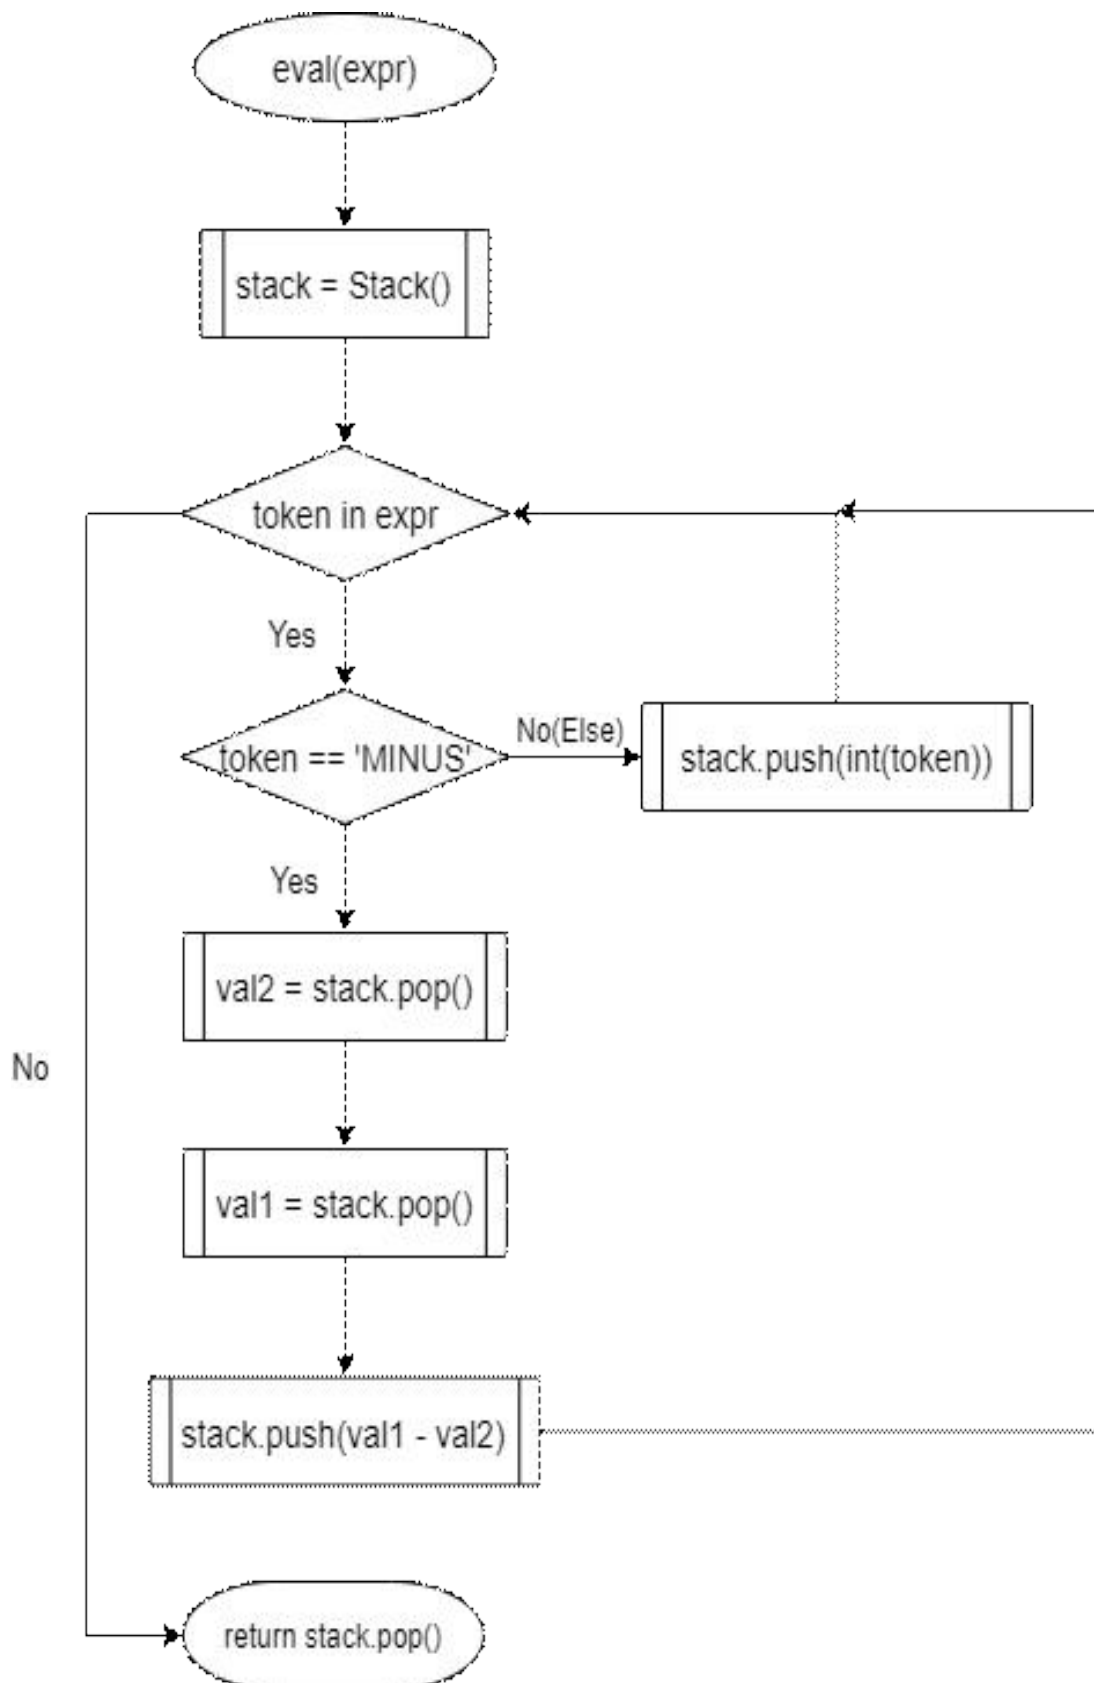 eval(expr)
stack = Stack()
token in expr
Yes
token == 'MINUS'
No(Else)
stack.push(int(token))
Yes
val2 = stack.pop()
No
val1 = stack.pop()
stack.push(val1 - val2)
return stack.pop()